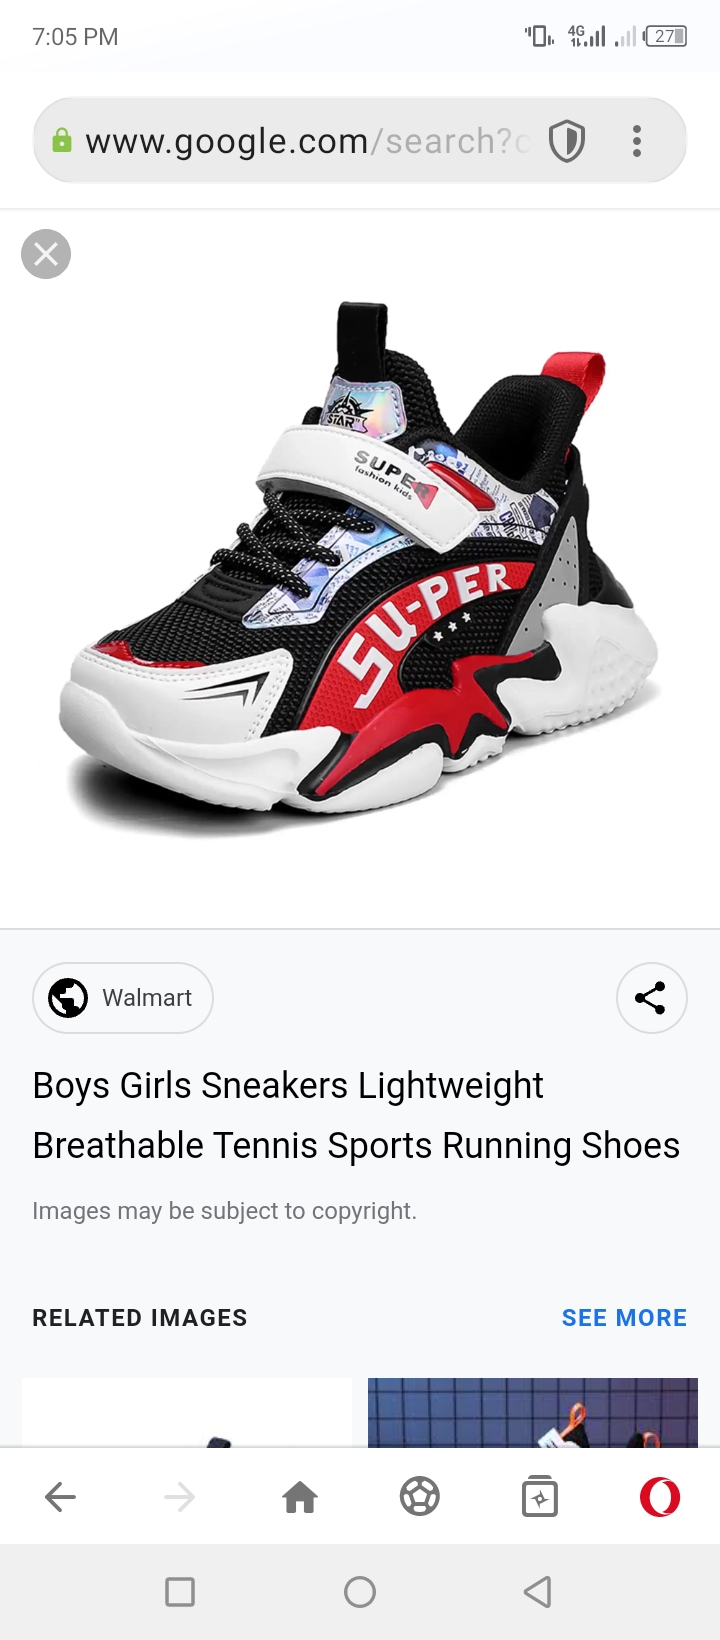 7:05 PM
4G
27
www.google.com/search?c
STAR
SUPER
fashion kids
SU-PER
Walmart
Boys Girls Sneakers Lightweight
Breathable Tennis Sports Running Shoes
Images may be subject to copyright.
RELATED IMAGES
SEE MORE